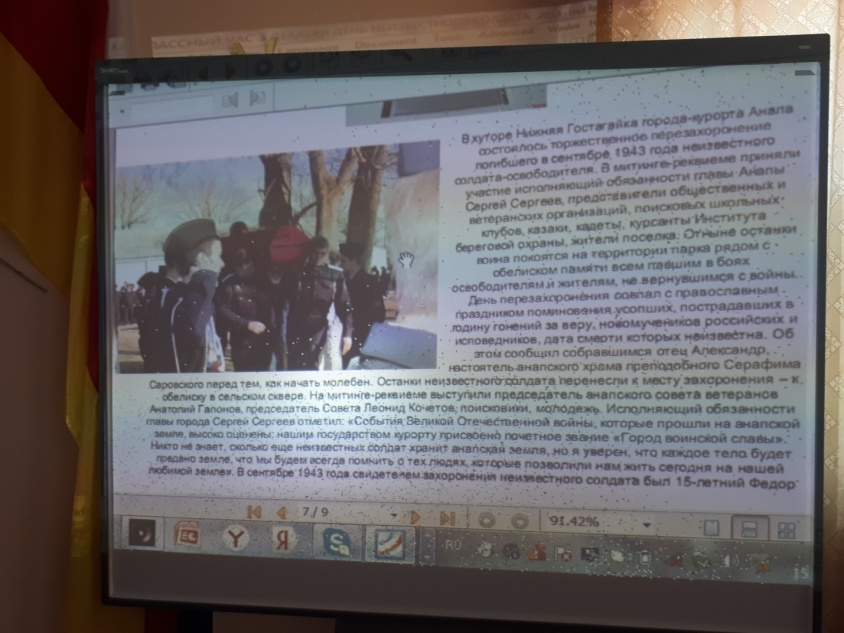 АССНЫЙ ЧАС
ДЕНЬ НЕИЗВЕСТНОГО СОЛДАТА
Document Tools Advanced
В хуторе Нижняя Гостагайка города-курорта Анапа
состоялось торжественное перезахоронение
погибшего в сентябре 1943 года неизвестного
солдата-освободителя. В митинге-реквиеме приняли
участие исполняющий обязанности главы Анапы
Сергей Сергеев, представители общественных и
ветеранских организаций, поисковых школьных
клубов, казаки, кадеты, курсанты Института
береговой охраны, жители поселка. Отныне останки
воина покоятся на территории парка рядом с
обелиском памяти всем павшим в боях
освободителям и жителям, не вернувшимся с войны.
День перезахоронения совпал с православным
праздником поминовения усопших, пострадавших в
годину гонений за веру, новомучеников российских и
исповедников, дата смерти которых неизвестна. Об
этом сообщил собравшимся отец Александр,
настоятель анапского храма преподобного Серафима
Саровского перед тем, как начать молебен. Останки неизвестного солдата перенесли к месту захоронения – к
обелиску в сельском сквере. На митинге-реквиеме выступили председатель анапского совета ветеранов
Анатолий Гапонов, председатель Совета Леонид Кочетов, поисковики, молодежь. Исполняющий обязанности
главы города Сергей Сергеев отметил: «События Великой Отечественной войны, которые прошли на анапской
земле, высоко оценены: нашим государством курорту присвоено почетное звание «Город воинской славы».
Никто не знает, сколько еще неизвестных солдат хранит анапская земля, но я уверен, что каждое тело будет
предано земле, что мы будем всегда помнить о тех людях, которые позволили нам жить сегодня на нашей
любимой земле». В сентябре 1943 года свидетелем захоронения неизвестного солдата был 15-летний Федор
7 / 9
91.42%
RU
15